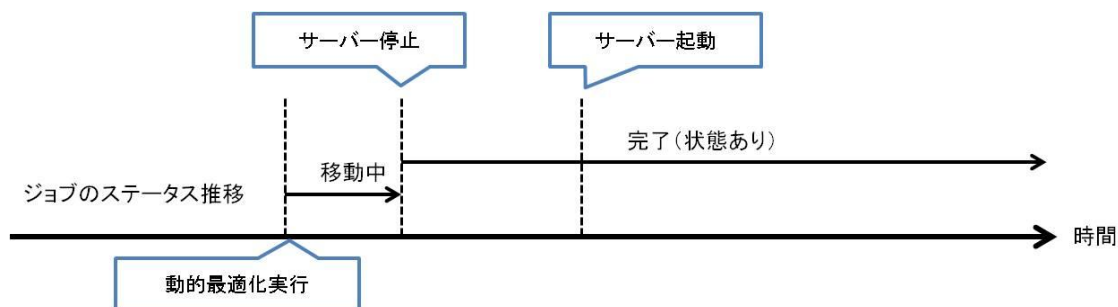 サーバー停止
サーバー起動
完了(状態あり)
移動中
ジョブのステータス推移
時間
動的最適化実行